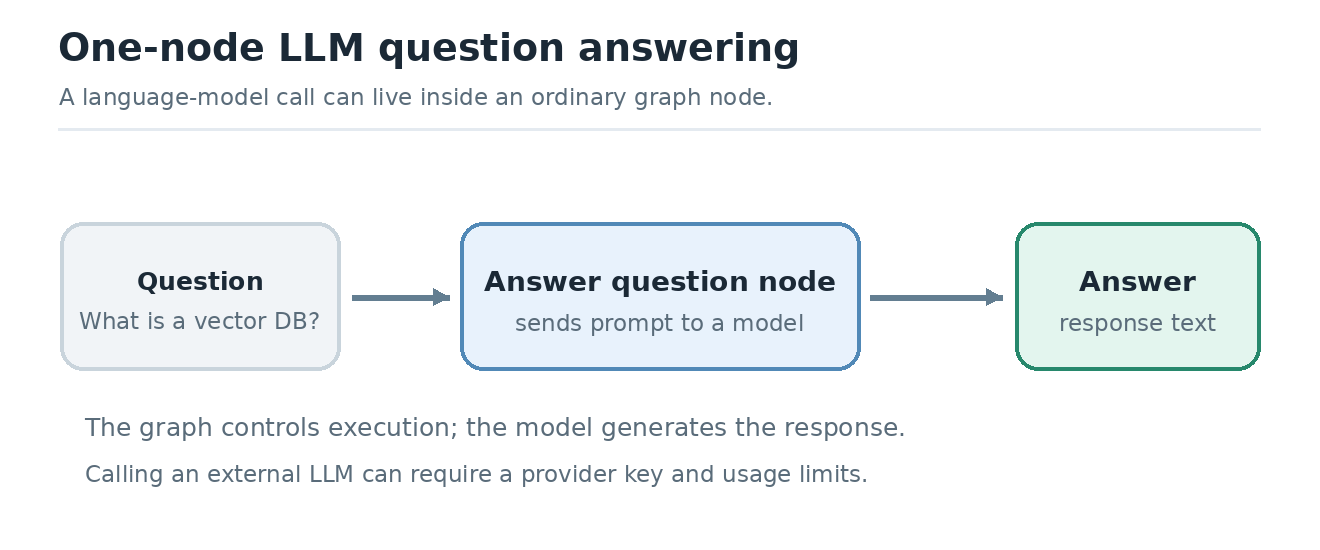 One-node LLM question answering
A language-model call can live inside an ordinary graph node.
Question
What is a vector DB?
Answer question node
sends prompt to a model
Answer
response text
The graph controls execution; the model generates the response.
Calling an external LLM can require a provider key and usage limits.